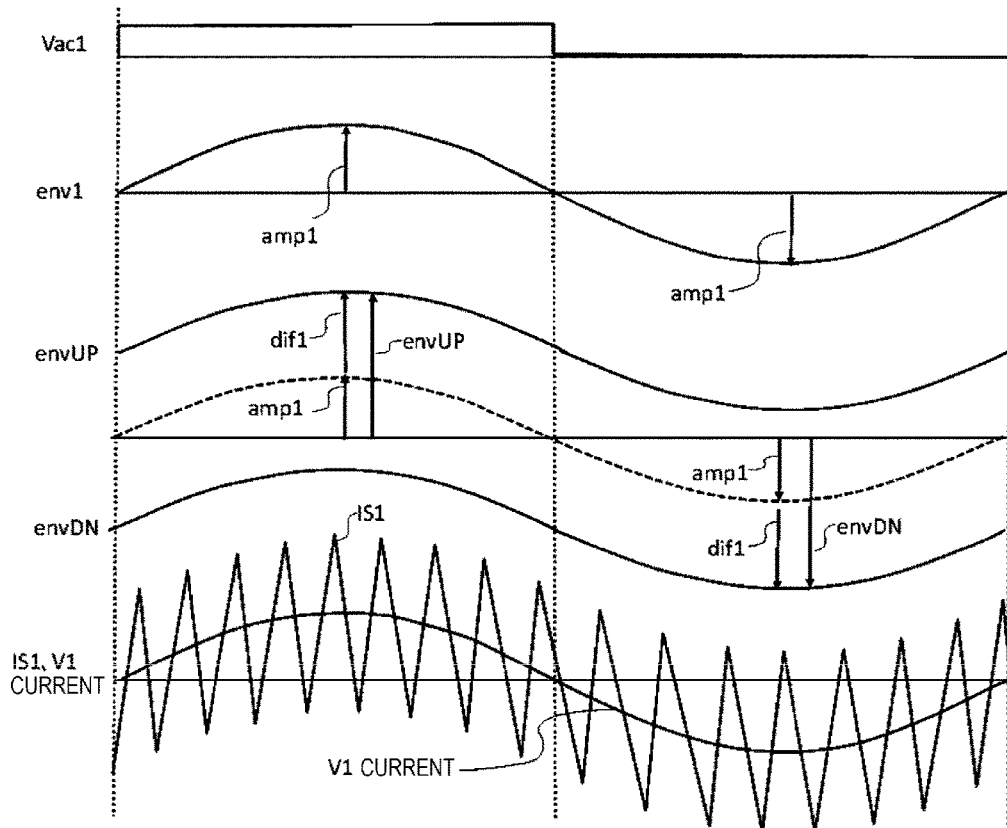 Vac1
env1
amp1
amp1
envUP
dif1
envUP
amp1
amp1
envDN
IS1
dif1
envDN
IS1, V1
CURRENT
V1 CURRENT